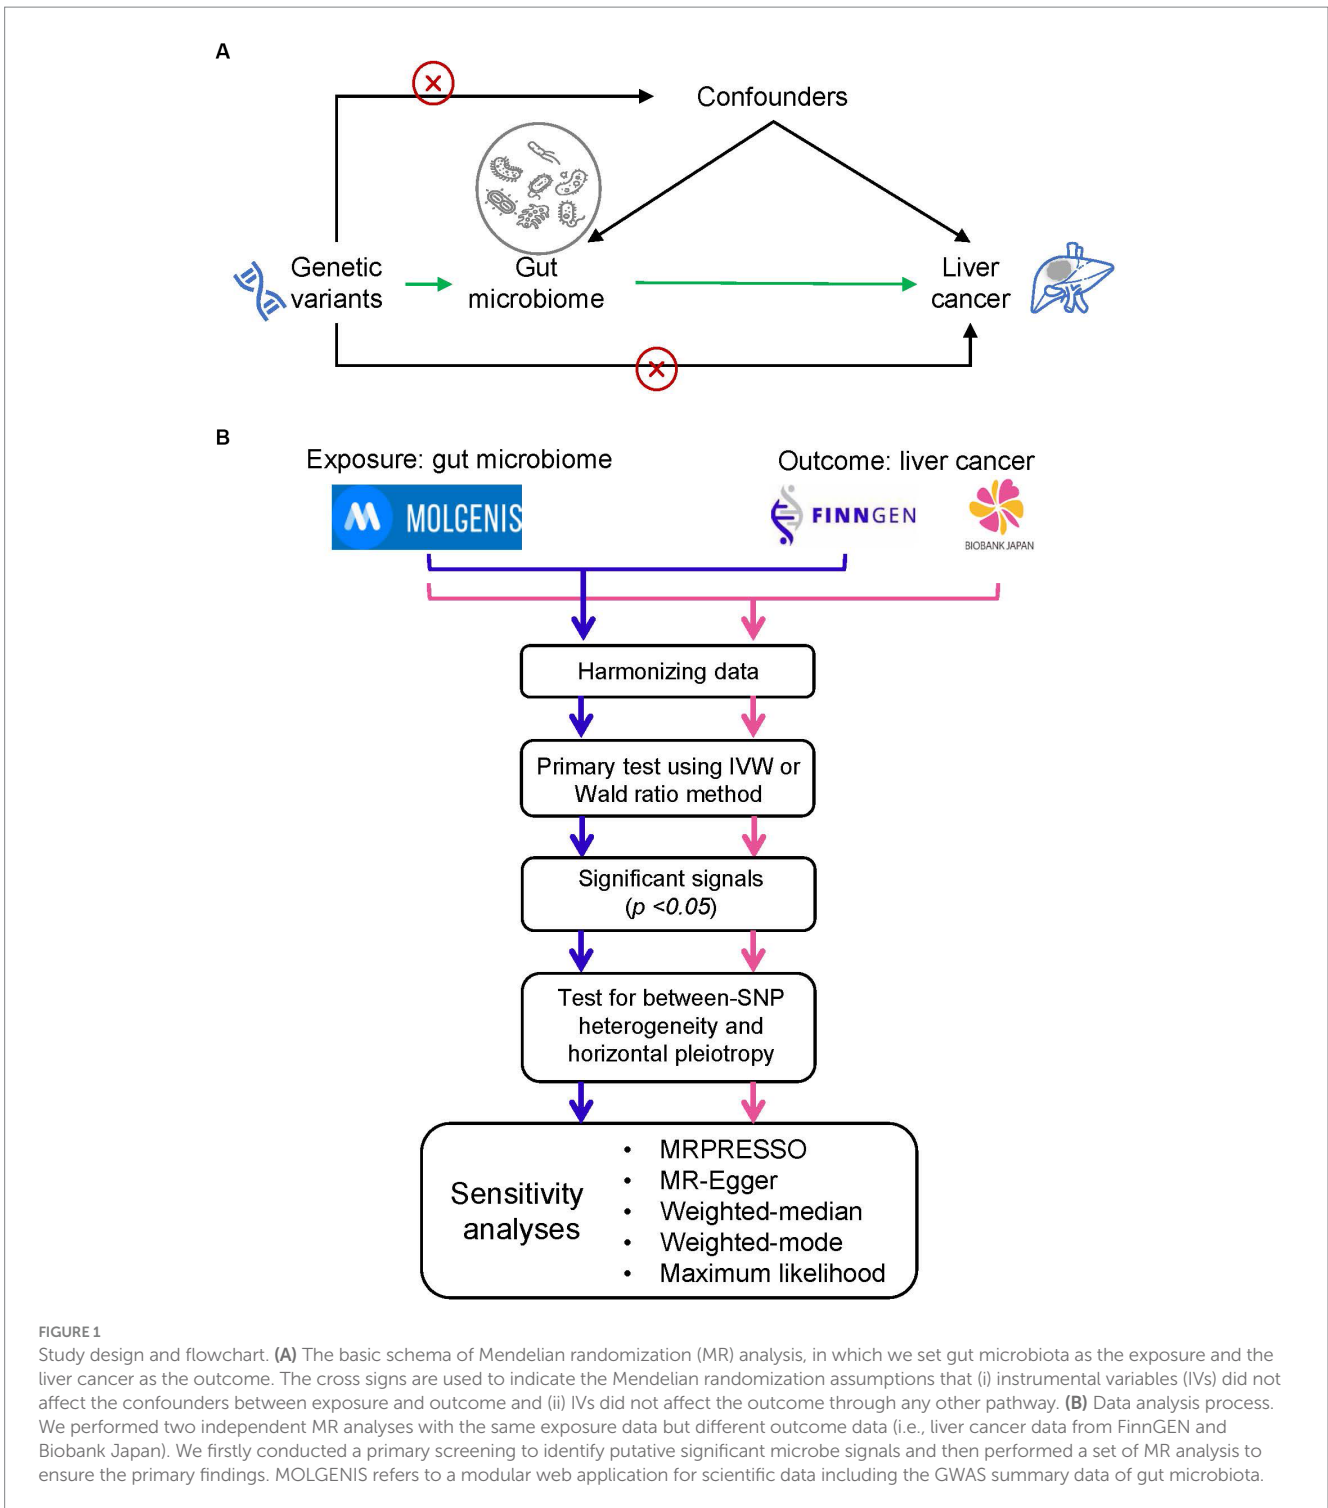 A
Confounders
Genetic
variants
Gut
microbiome
Liver
cancer
B
Exposure: gut microbiome
Outcome: liver cancer
MOLGENIS
FINNGEN
BIOBANK JAPAN
Harmonizing data
Primary test using IVW or
Wald ratio method
Significant signals
(p <0.05)
Test for between-SNP
heterogeneity and
horizontal pleiotropy
Sensitivity
analyses
• MRPRESSO
• MR-Egger
• Weighted-median
• Weighted-mode
• Maximum likelihood
FIGURE 1
Study design and flowchart. (A) The basic schema of Mendelian randomization (MR) analysis, in which we set gut microbiota as the exposure and the
liver cancer as the outcome. The cross signs are used to indicate the Mendelian randomization assumptions that (i) instrumental variables (IVs) did not
affect the confounders between exposure and outcome and (ii) IVs did not affect the outcome through any other pathway. (B) Data analysis process.
We performed two independent MR analyses with the same exposure data but different outcome data (i.e., liver cancer data from FinnGEN and
Biobank Japan). We firstly conducted a primary screening to identify putative significant microbe signals and then performed a set of MR analysis to
ensure the primary findings. MOLGENIS refers to a modular web application for scientific data including the GWAS summary data of gut microbiota.